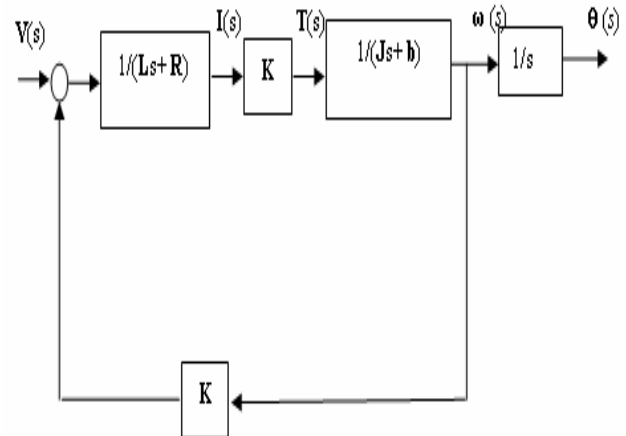 V(s)
1/(Ls+R)
I(s)
K
T(s)
1/(Js+b)
ω(s)
1/s
θ(s)
K